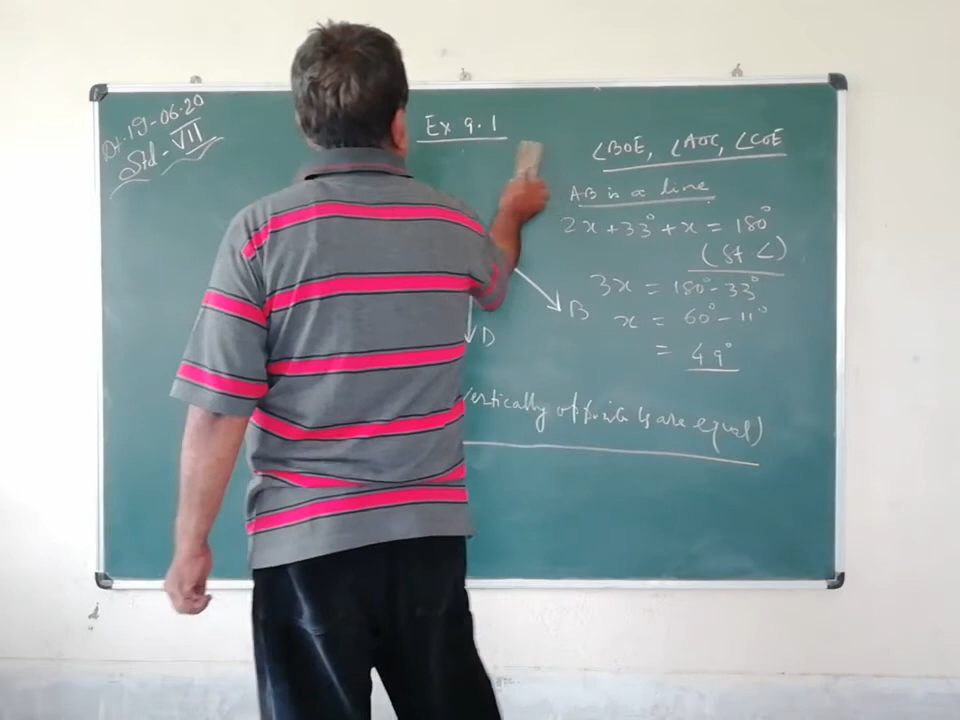 Dt. 19-06-20
Std - VII
Ex 9.1
∠BOE, ∠AOC, ∠COE
AB is a line
2x + 33° + x = 180°
(St. ∠)
3x = 180° - 33°
x = 60° - 11°
= 49°
B
D
vertically opposite ∠s are equal)